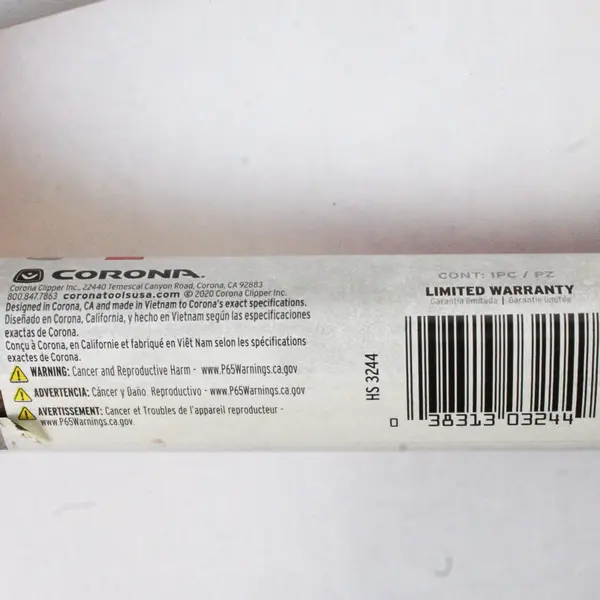 CORONA.
Corona Clipper Inc., 22440 Temescal Canyon Road, Corona, CA 92883
800.847.7863 coronatoolsusa.com © 2020 Corona Clipper Inc.
Designed in Corona, CA and made in Vietnam to Corona's exact specifications.
Diseñado en Corona, California, y hecho en Vietnam según las especificaciones
exactas de Corona.
Conçu à Corona, en Californie et fabriqué en Viêt Nam selon les spécifications
exactes de Corona.
WARNING: Cancer and Reproductive Harm - www.P65Warnings.ca.gov
ADVERTENCIA: Cáncer y Daño Reproductivo - www.P65Warnings.ca.gov
AVERTISSEMENT: Cancer et Troubles de l'appareil reproducteur -
www.P65Warnings.ca.gov.
CONT: 1PC / PZ
LIMITED WARRANTY
Garantía limitada | Garantie limitée
HS 3244
0 38313 03244